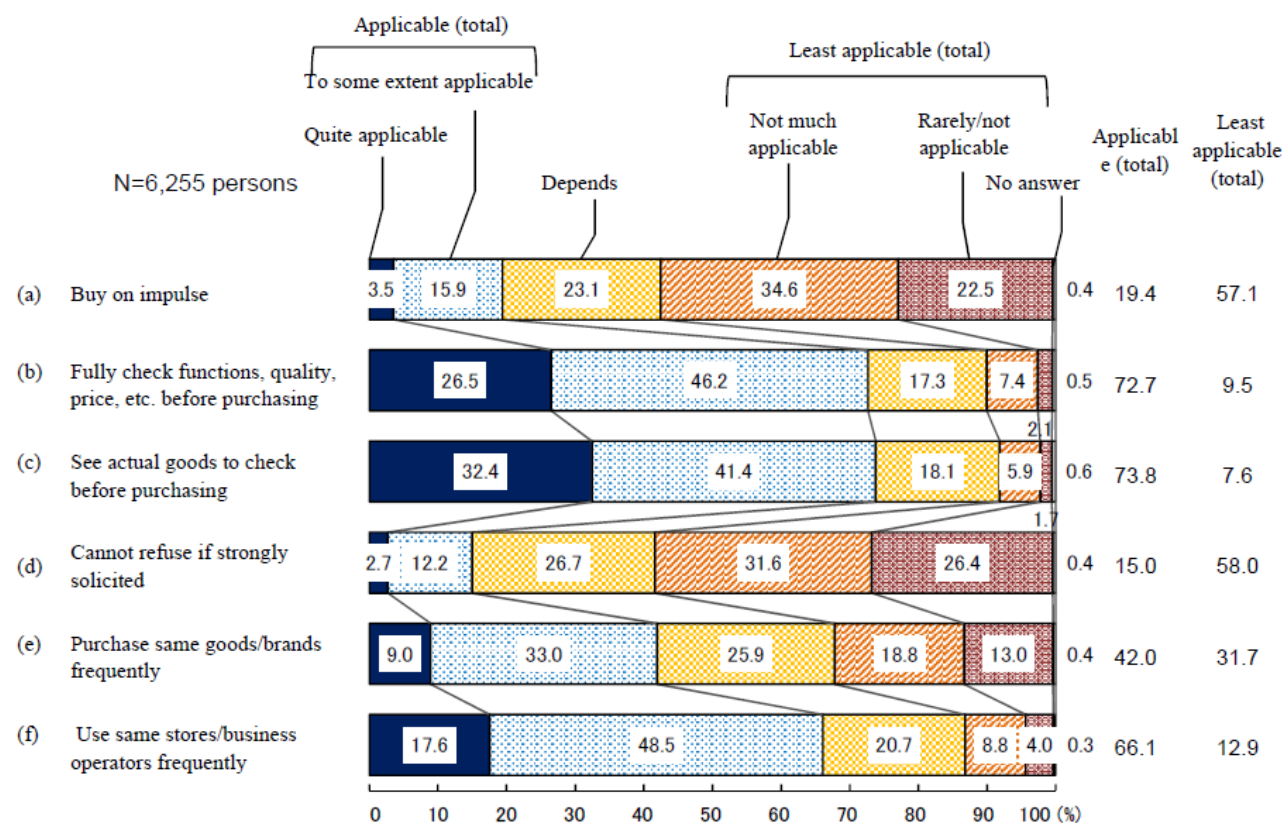 Applicable (total)
Least applicable (total)
To some extent applicable
Not much
applicable
Rarely/not
applicable
Applicabl
e (total)
Least
applicable
(total)
Quite applicable
N=6,255 persons
Depends
No answer
(a) Buy on impulse 3.5 15.9 23.1 34.6 22.5 0.4 19.4 57.1
(b) Fully check functions, quality,
price, etc. before purchasing
26.5 46.2 17.3 7.4 0.5 72.7 9.5
2.1
(c) See actual goods to check
before purchasing
32.4 41.4 18.1 5.9 0.6 73.8 7.6
1.7
(d) Cannot refuse if strongly
solicited
2.7 12.2 26.7 31.6 26.4 0.4 15.0 58.0
(e) Purchase same goods/brands
frequently
9.0 33.0 25.9 18.8 13.0 0.4 42.0 31.7
(f) Use same stores/business
operators frequently
17.6 48.5 20.7 8.8 4.0 0.3 66.1 12.9
0 10 20 30 40 50 60 70 80 90 100 (%)